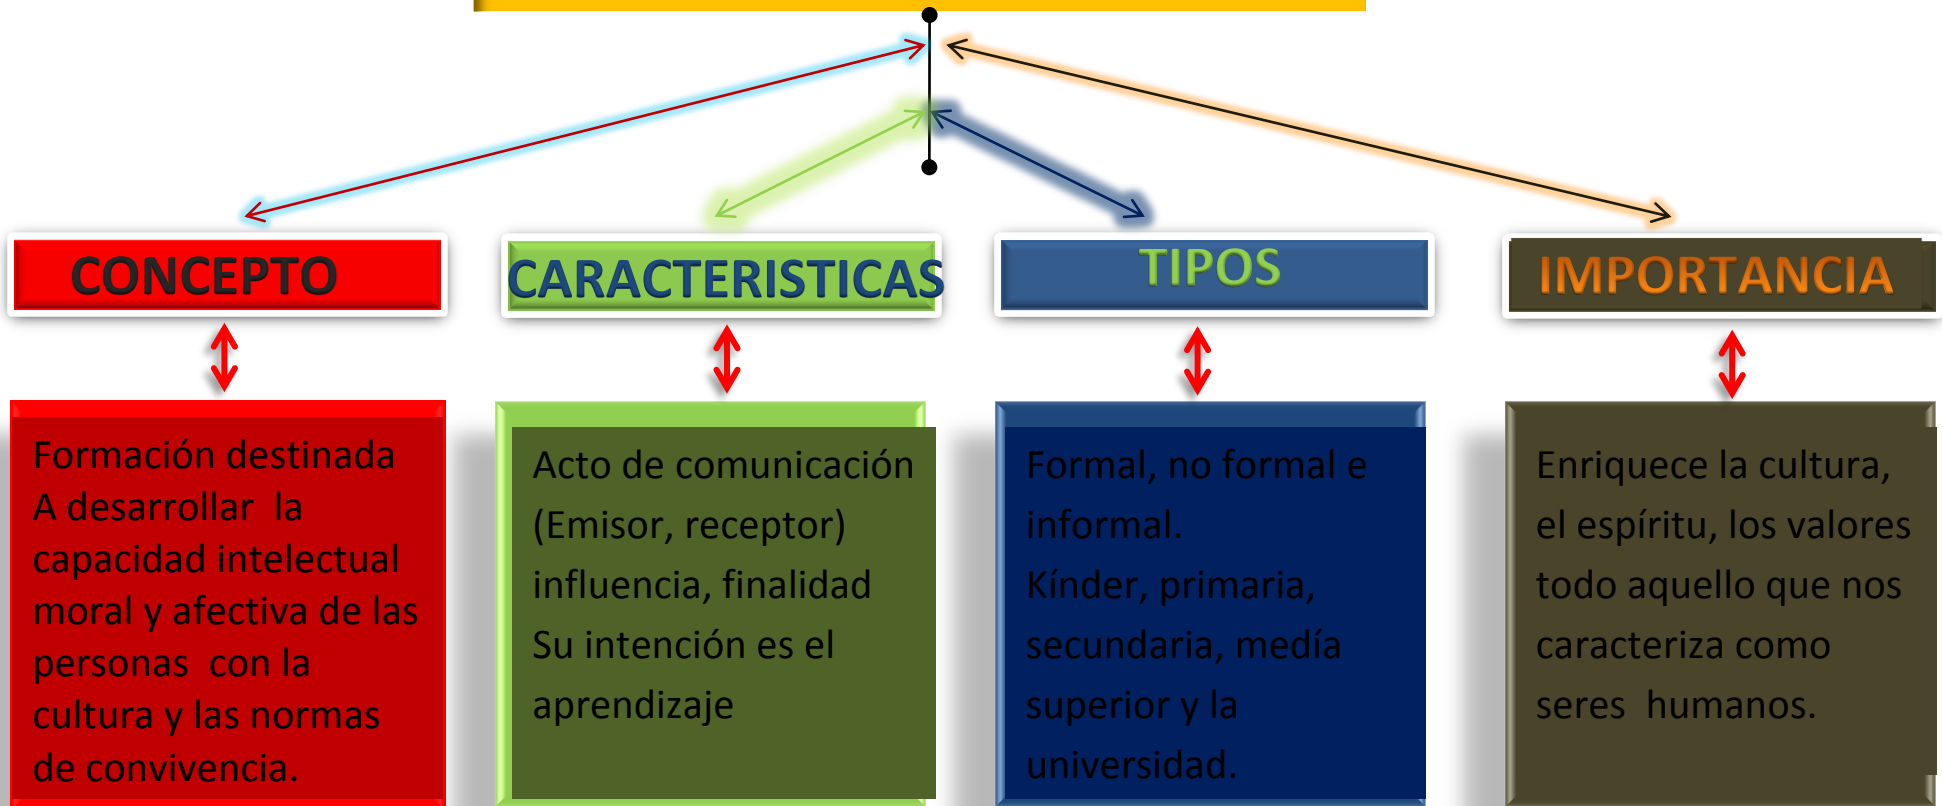 CONCEPTO
CARACTERISTICAS
TIPOS
IMPORTANCIA
Formación destinada
A desarrollar la
capacidad intelectual
moral y afectiva de las
personas con la
cultura y las normas
de convivencia.
Acto de comunicación
(Emisor, receptor)
influencia, finalidad
Su intención es el
aprendizaje
Formal, no formal e
informal.
Kínder, primaria,
secundaria, medía
superior y la
universidad.
Enriquece la cultura,
el espíritu, los valores
todo aquello que nos
caracteriza como
seres humanos.